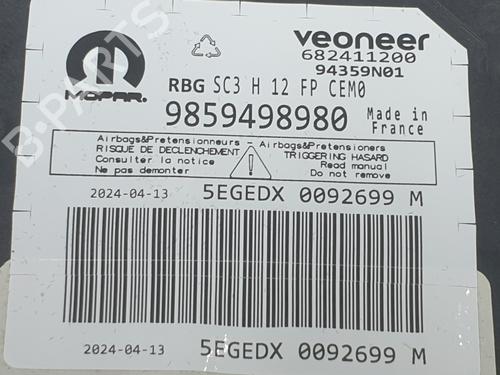 veoneer
682411200
94359N01
MOPAR.
RBG SC3 H 12 FP CEM0
9859498980
Made in
France
Airbags&Pretensionneurs - Airbags&Pretensioners
RISQUE DE DECLENCHEMENT
Consulter la notice
Ne pas demonter
TRIGGERING HASARD
Read manual
Do not remove
2024-04-13 5EGEDX 0092699 M
2024-04-13 5EGEDX 0092699 M
B-PARTS